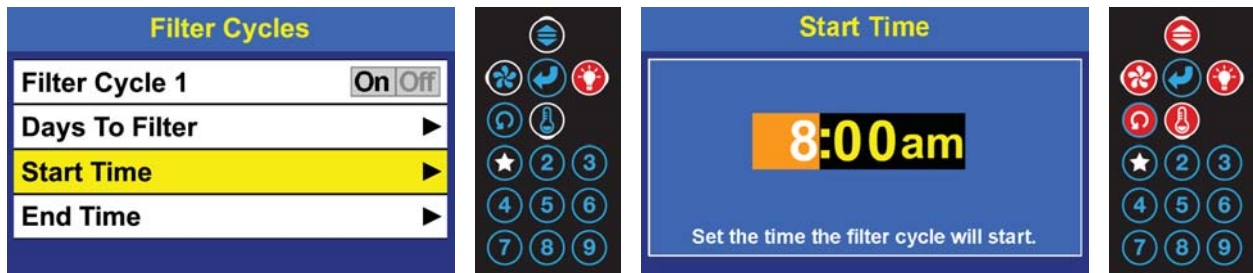 Filter Cycles
Filter Cycle 1 On Off
Days To Filter
Start Time
End Time
2 3
4 5 6
7 8 9
Start Time
8:00am
Set the time the filter cycle will start.
2 3
4 5 6
7 8 9